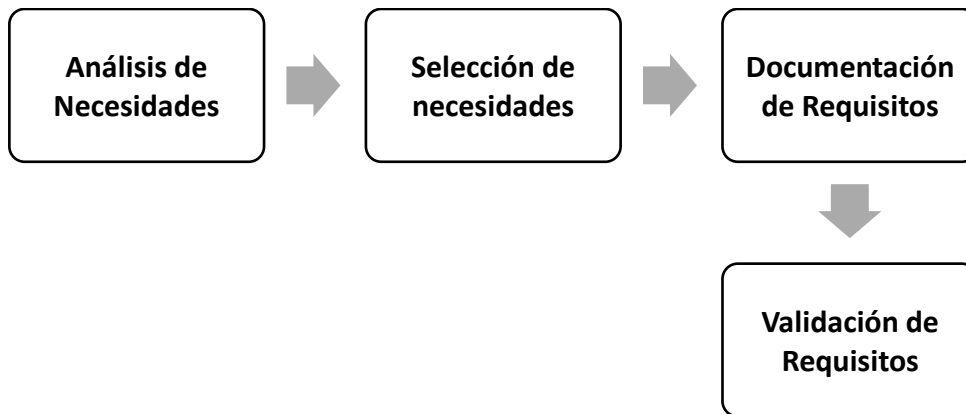 Análisis de
Necesidades
Selección de
necesidades
Documentación
de Requisitos
Validación de
Requisitos